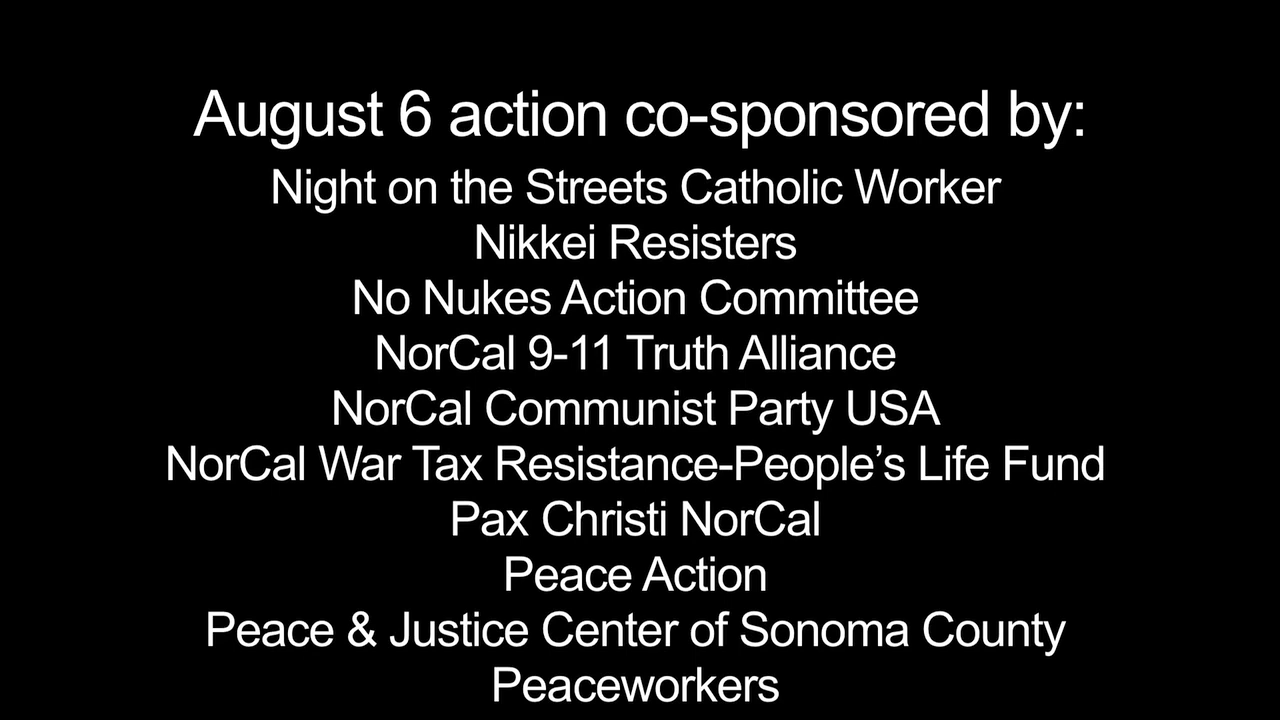 August 6 action co-sponsored by:
Night on the Streets Catholic Worker
Nikkei Resisters
No Nukes Action Committee
NorCal 9-11 Truth Alliance
NorCal Communist Party USA
NorCal War Tax Resistance-People’s Life Fund
Pax Christi NorCal
Peace Action
Peace & Justice Center of Sonoma County
Peaceworkers